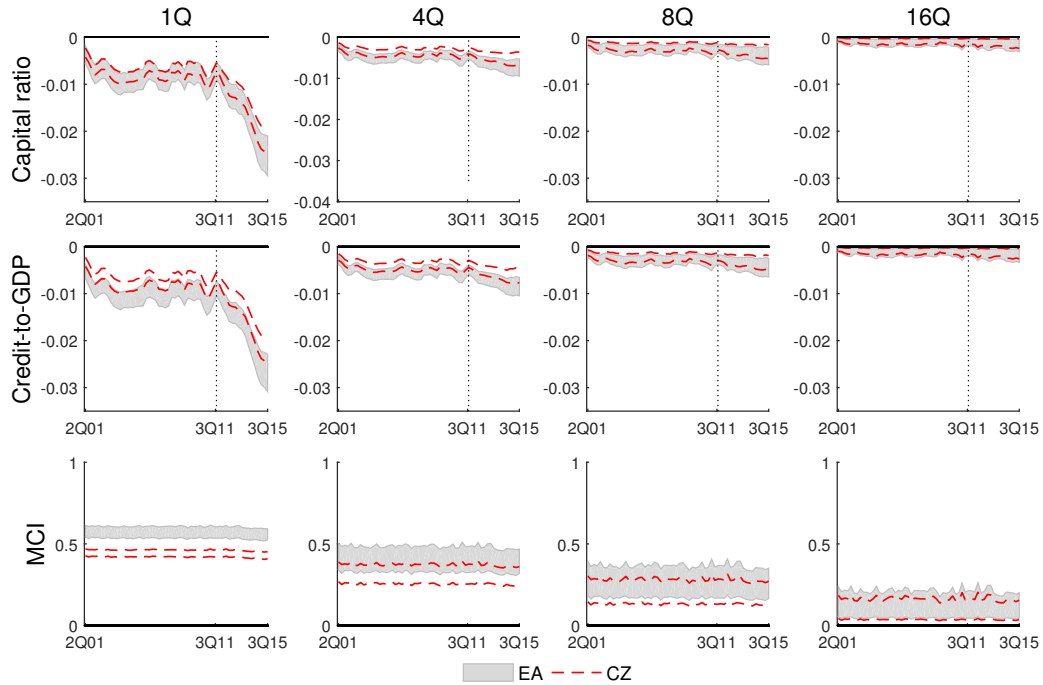 1Q 4Q 8Q 16Q
Capital ratio
0 0 0 0
-0.01 -0.01 -0.01 -0.01
-0.02 -0.02 -0.02 -0.02
-0.03 -0.03 -0.03 -0.03
-0.04
2Q01 3Q11 3Q15 2Q01 3Q11 3Q15 2Q01 3Q11 3Q15 2Q01 3Q11 3Q15
Credit-to-GDP
0 0 0 0
-0.01 -0.01 -0.01 -0.01
-0.02 -0.02 -0.02 -0.02
-0.03 -0.03 -0.03 -0.03
2Q01 3Q11 3Q15 2Q01 3Q11 3Q15 2Q01 3Q11 3Q15 2Q01 3Q11 3Q15
MCI
1 1 1 1
0.5 0.5 0.5 0.5
0 0 0 0
2Q01 3Q11 3Q15 2Q01 3Q11 3Q15 2Q01 3Q11 3Q15 2Q01 3Q11 3Q15
EA CZ